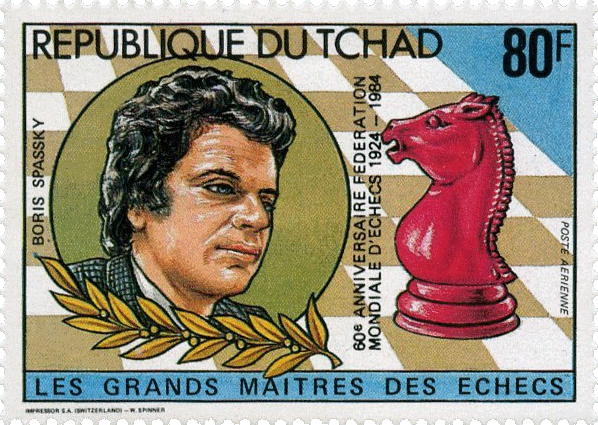 REPUBLIQUE DU TCHAD
80F
BORIS SPASSKY
60e ANNIVERSAIRE FEDERATION
MONDIALE D'ECHECS 1924 - 1984
POSTE AERIENNE
LES GRANDS MAITRES DES ECHECS
IMPRESSOR S.A. (SWITZERLAND) - W. SPINNER